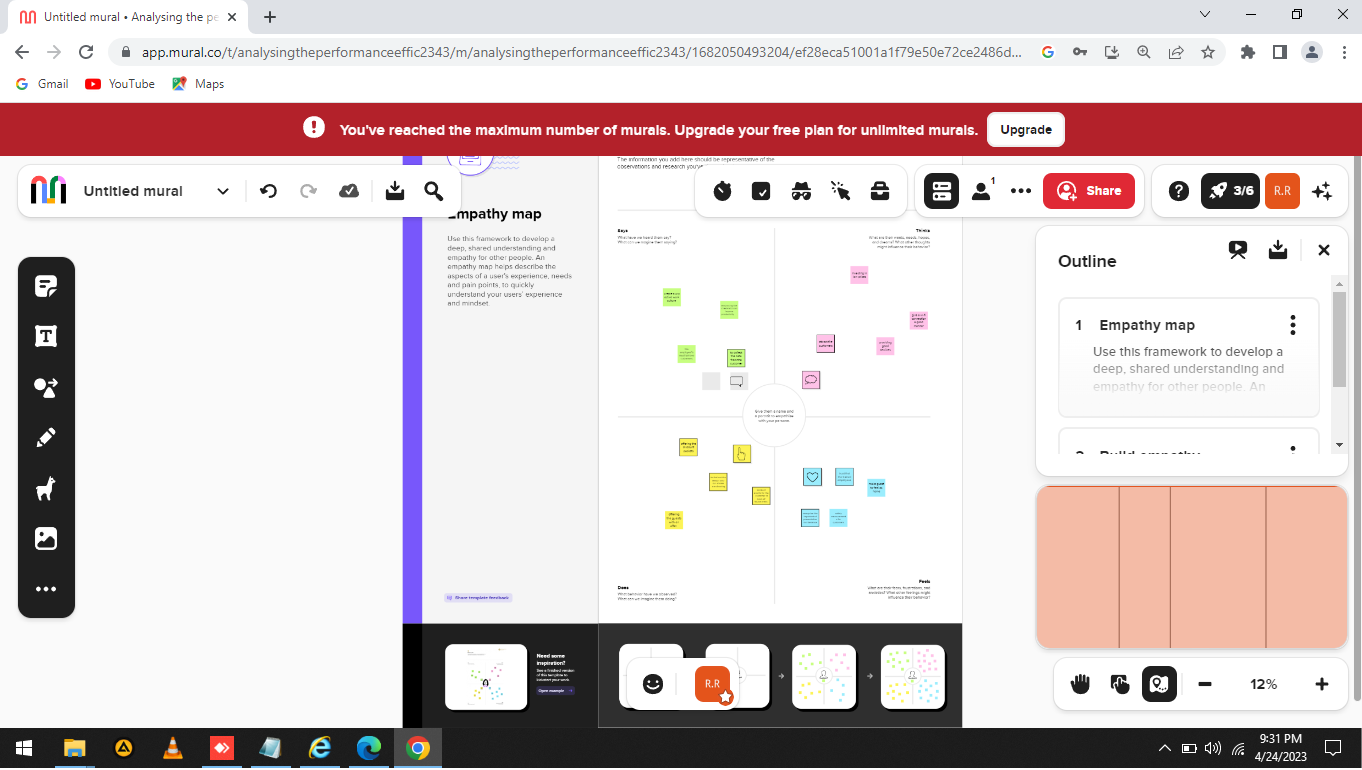 Untitled mural • Analysing the pe
app.mural.co/t/analysingtheperformanceeffic2343/m/analysingtheperformanceeffic2343/1682050493204/ef28eca51001a1f79e50e72ce2486d...
Gmail
YouTube
Maps
You've reached the maximum number of murals. Upgrade your free plan for unlimited murals.
Upgrade
The information you add here should be representative of the
observations and research you've
Untitled mural
1
Share
3/6
R.R
Empathy map
Use this framework to develop a
deep, shared understanding and
empathy for other people. An
empathy map helps describe the
aspects of a user's experience, needs
and pain points, to quickly
understand your users' experience
and mindset
Says
What have we heard them say?
What can we imagine them saying?
Thinks
What are their wants, needs, hopes,
and dreams? What other thoughts
might influence their behavior?
Give them a name and
a portrait to empathize
with your persona
Does
What behavior have we observed?
What can we imagine them doing?
Feels
What are their fears, frustrations, and
anxieties? What other feelings might
influence their behavior?
Share template feedback
Need some
inspiration?
See a finished version
of this template to
kickstart your work.
Open example
R.R
Outline
1 Empathy map
Use this framework to develop a
deep, shared understanding and
empathy for other people. An
2 Build empathy
12%
9:31 PM
4/24/2023